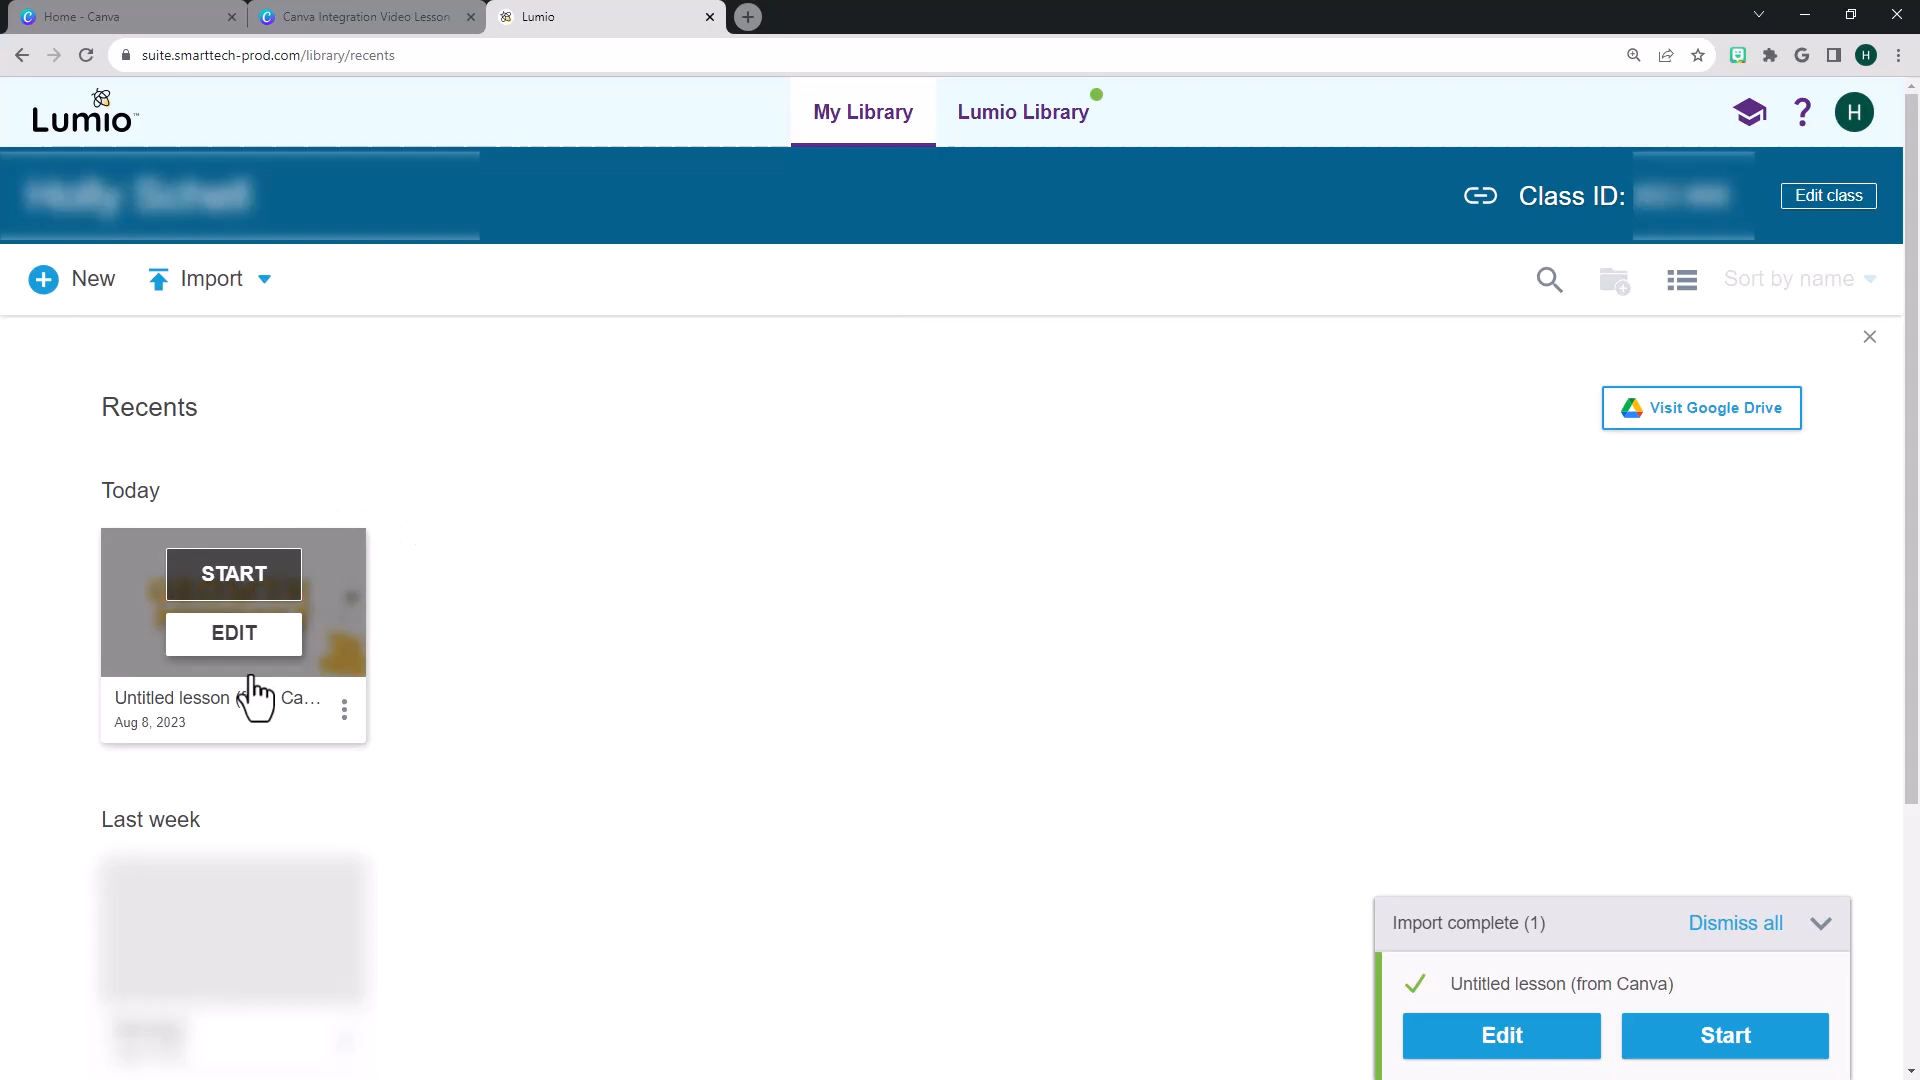 Home - Canva
Canva Integration Video Lesson
Lumio
suite.smarttech-prod.com/library/recents
H
Lumio™
My Library
Lumio Library
?
H
Class ID:
Edit class
New
Import
Sort by name
Recents
Visit Google Drive
Today
START
EDIT
Untitled lesson Ca...
Aug 8, 2023
Last week
Import complete (1)
Dismiss all
Untitled lesson (from Canva)
Edit
Start